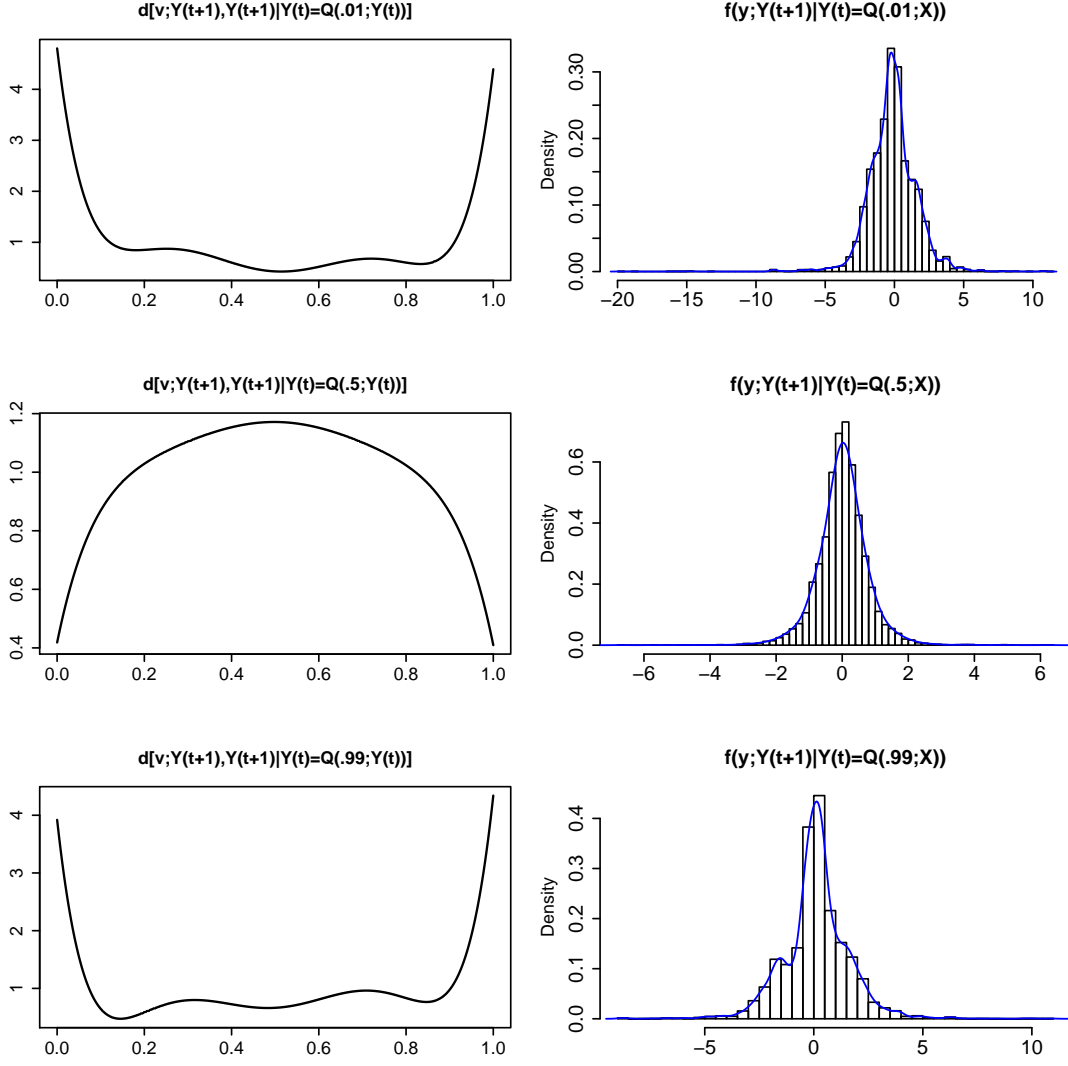 d[v;Y(t+1),Y(t+1)|Y(t)=Q(.01;Y(t))]
4
3
2
1
0.0 0.2 0.4 0.6 0.8 1.0
f(y;Y(t+1)|Y(t)=Q(.01;X))
Density
0.30
0.20
0.10
0.00
−20 −15 −10 −5 0 5 10
d[v;Y(t+1),Y(t+1)|Y(t)=Q(.5;Y(t))]
1.2
1.0
0.8
0.6
0.4
0.0 0.2 0.4 0.6 0.8 1.0
f(y;Y(t+1)|Y(t)=Q(.5;X))
Density
0.6
0.4
0.2
0.0
−6 −4 −2 0 2 4 6
d[v;Y(t+1),Y(t+1)|Y(t)=Q(.99;Y(t))]
4
3
2
1
0.0 0.2 0.4 0.6 0.8 1.0
f(y;Y(t+1)|Y(t)=Q(.99;X))
Density
0.4
0.3
0.2
0.1
0.0
−5 0 5 10